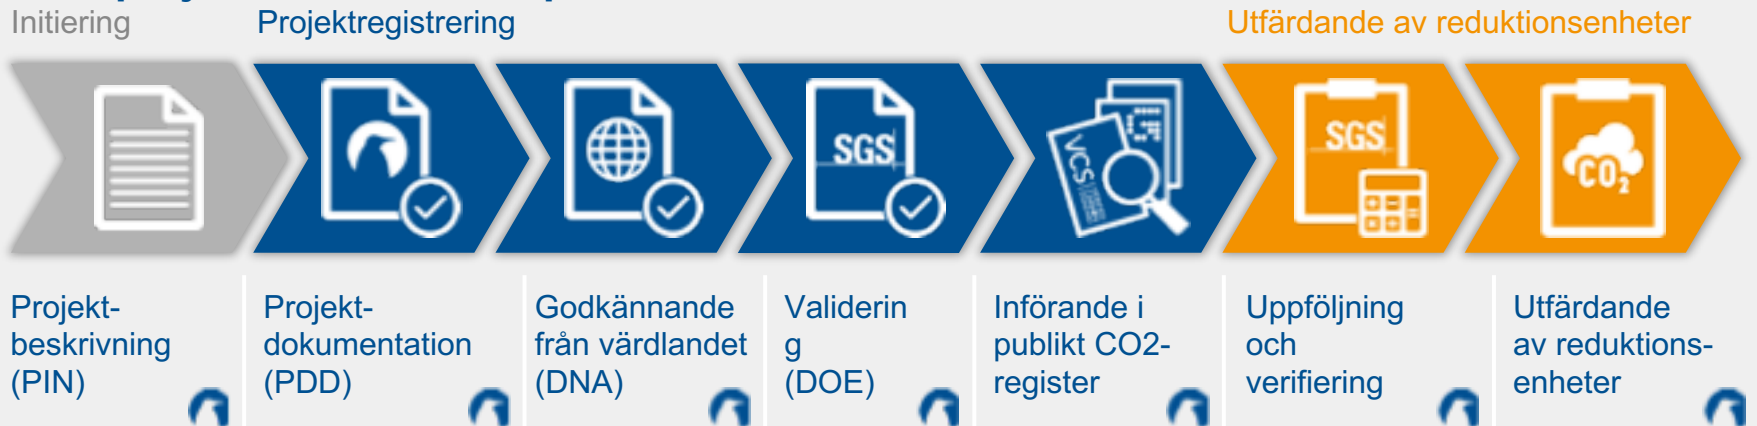 Initiering
Projektregistrering
Utfärdande av reduktionsenheter
SGS
VCS
SGS
CO2
Projekt-
beskrivning
(PIN)
Projekt-
dokumentation
(PDD)
Godkännande
från värdlandet
(DNA)
Validerin
g
(DOE)
Införande i
publikt CO2-
register
Uppföljning
och
verifiering
Utfärdande
av reduktions-
enheter